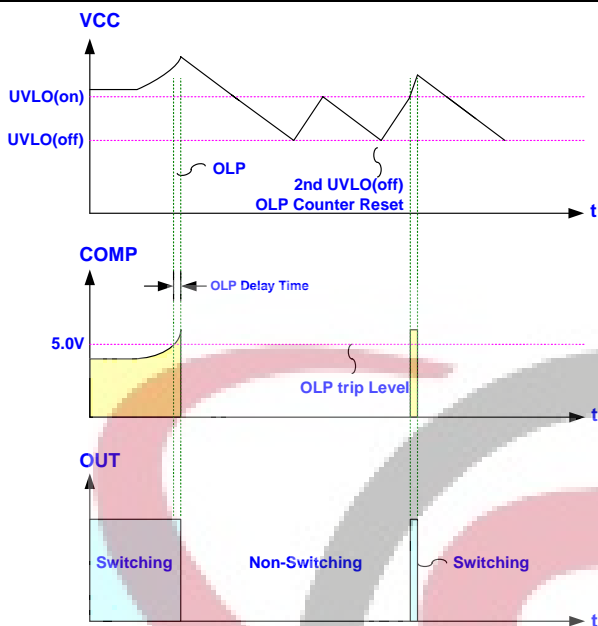 VCC
UVLO(on)
UVLO(off)
OLP
2nd UVLO(off)
OLP Counter Reset
t
COMP
OLP Delay Time
5.0V
OLP trip Level
t
OUT
Switching
Non-Switching
Switching
t